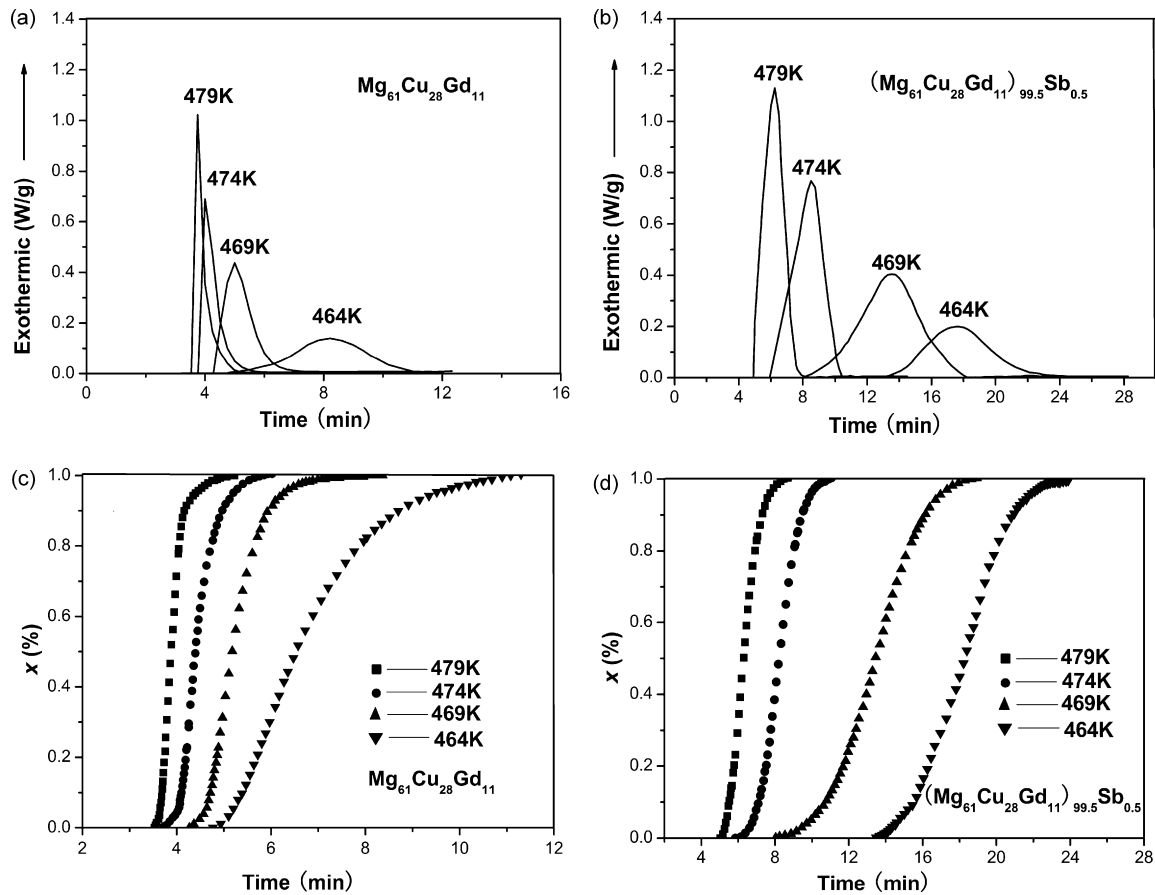 (a)
1.4
1.2
1.0
0.8
0.6
0.4
0.2
0.0
Exothermic (W/g)
479K
474K
469K
464K
Mg61Cu28Gd11
0 4 8 12 16
Time (min)
(b)
1.4
1.2
1.0
0.8
0.6
0.4
0.2
0.0
Exothermic (W/g)
479K
474K
469K
464K
(Mg61Cu28Gd11)99.5Sb0.5
0 4 8 12 16 20 24 28
Time (min)
(c)
1.0
0.8
0.6
0.4
0.2
0.0
x (%)
479K
474K
469K
464K
Mg61Cu28Gd11
2 4 6 8 10 12
Time (min)
(d)
1.0
0.8
0.6
0.4
0.2
0.0
x (%)
479K
474K
469K
464K
(Mg61Cu28Gd11)99.5Sb0.5
4 8 12 16 20 24 28
Time (min)